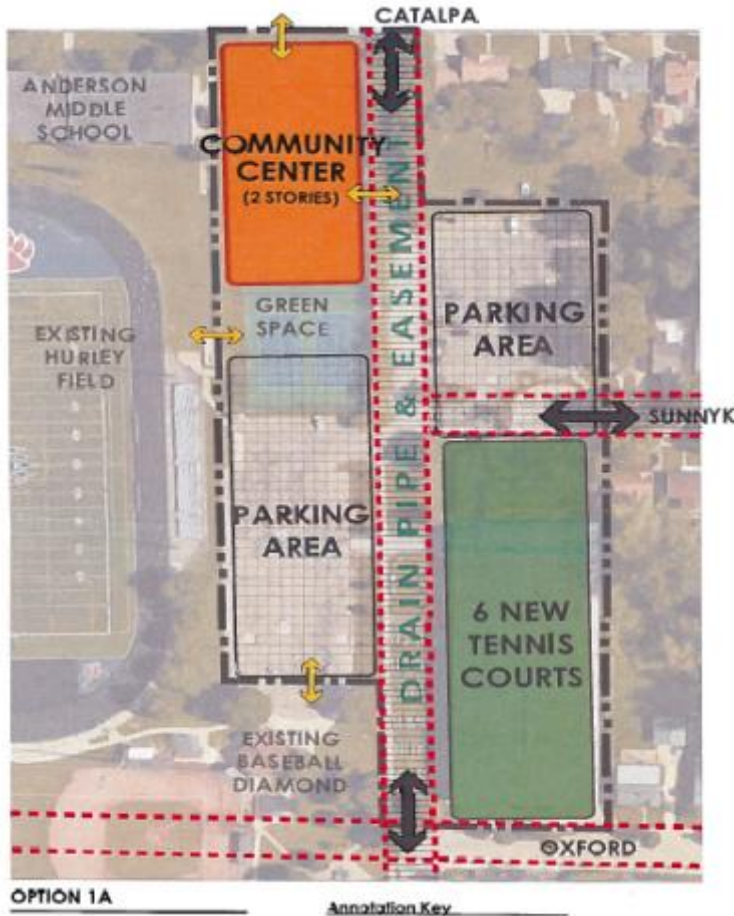 CATALPA
ANDERSON
MIDDLE
SCHOOL
COMMUNITY
CENTER
(2 STORIES)
DRAIN PIPE & EASEMENT
GREEN
SPACE
PARKING
AREA
EXISTING
HURLEY
FIELD
SUNNYK
PARKING
AREA
6 NEW
TENNIS
COURTS
EXISTING
BASEBALL
DIAMOND
OXFORD
OPTION 1A
Annotation Key